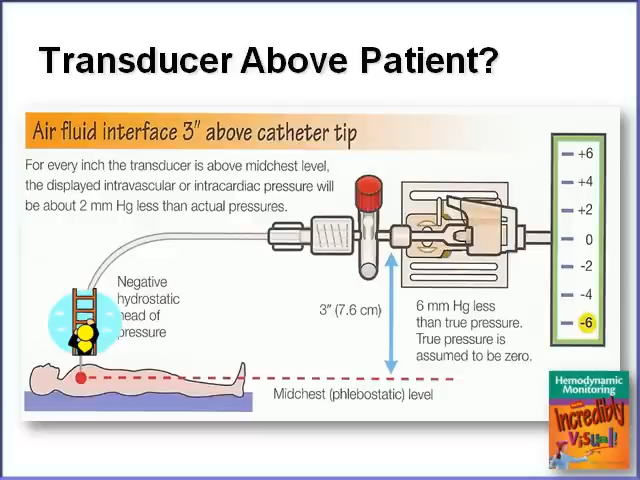 Transducer Above Patient?
Air fluid interface 3" above catheter tip
For every inch the transducer is above midchest level,
the displayed intravascular or intracardiac pressure will
be about 2 mm Hg less than actual pressures.
+6
+4
+2
0
-2
-4
-6
Negative
hydrostatic
head of
pressure
3" (7.6 cm)
6 mm Hg less
than true pressure.
True pressure is
assumed to be zero.
Midchest (phlebostatic) level
Hemodynamic
Monitoring
Incredibly
Visual!